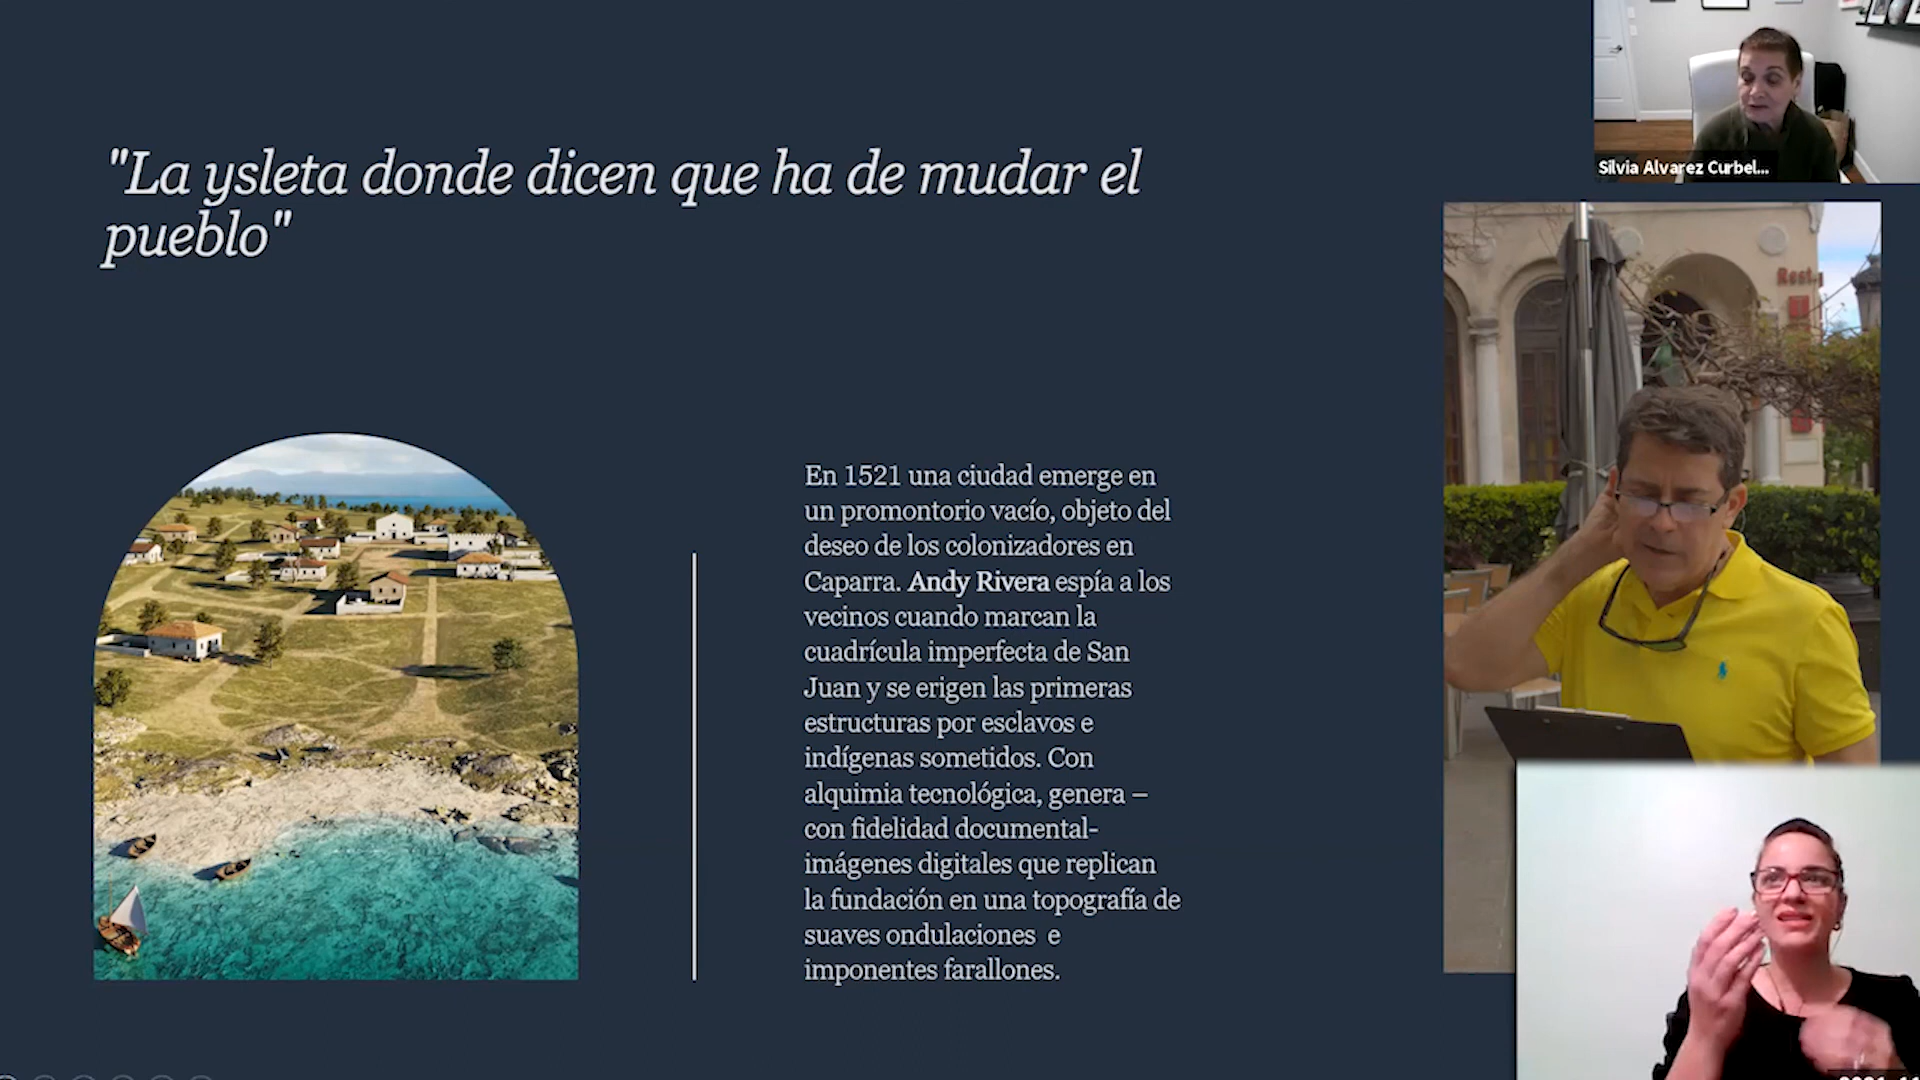 Silvia Alvarez Curbel...
"La ysleta donde dicen que ha de mudar el
pueblo"
En 1521 una ciudad emerge en
un promontorio vacío, objeto del
deseo de los colonizadores en
Caparra. Andy Rivera espía a los
vecinos cuando marcan la
cuadrícula imperfecta de San
Juan y se erigen las primeras
estructuras por esclavos e
indígenas sometidos. Con
alquimia tecnológica, genera –
con fidelidad documental-
imágenes digitales que replican
la fundación en una topografía de
suaves ondulaciones  e
imponentes farallones.